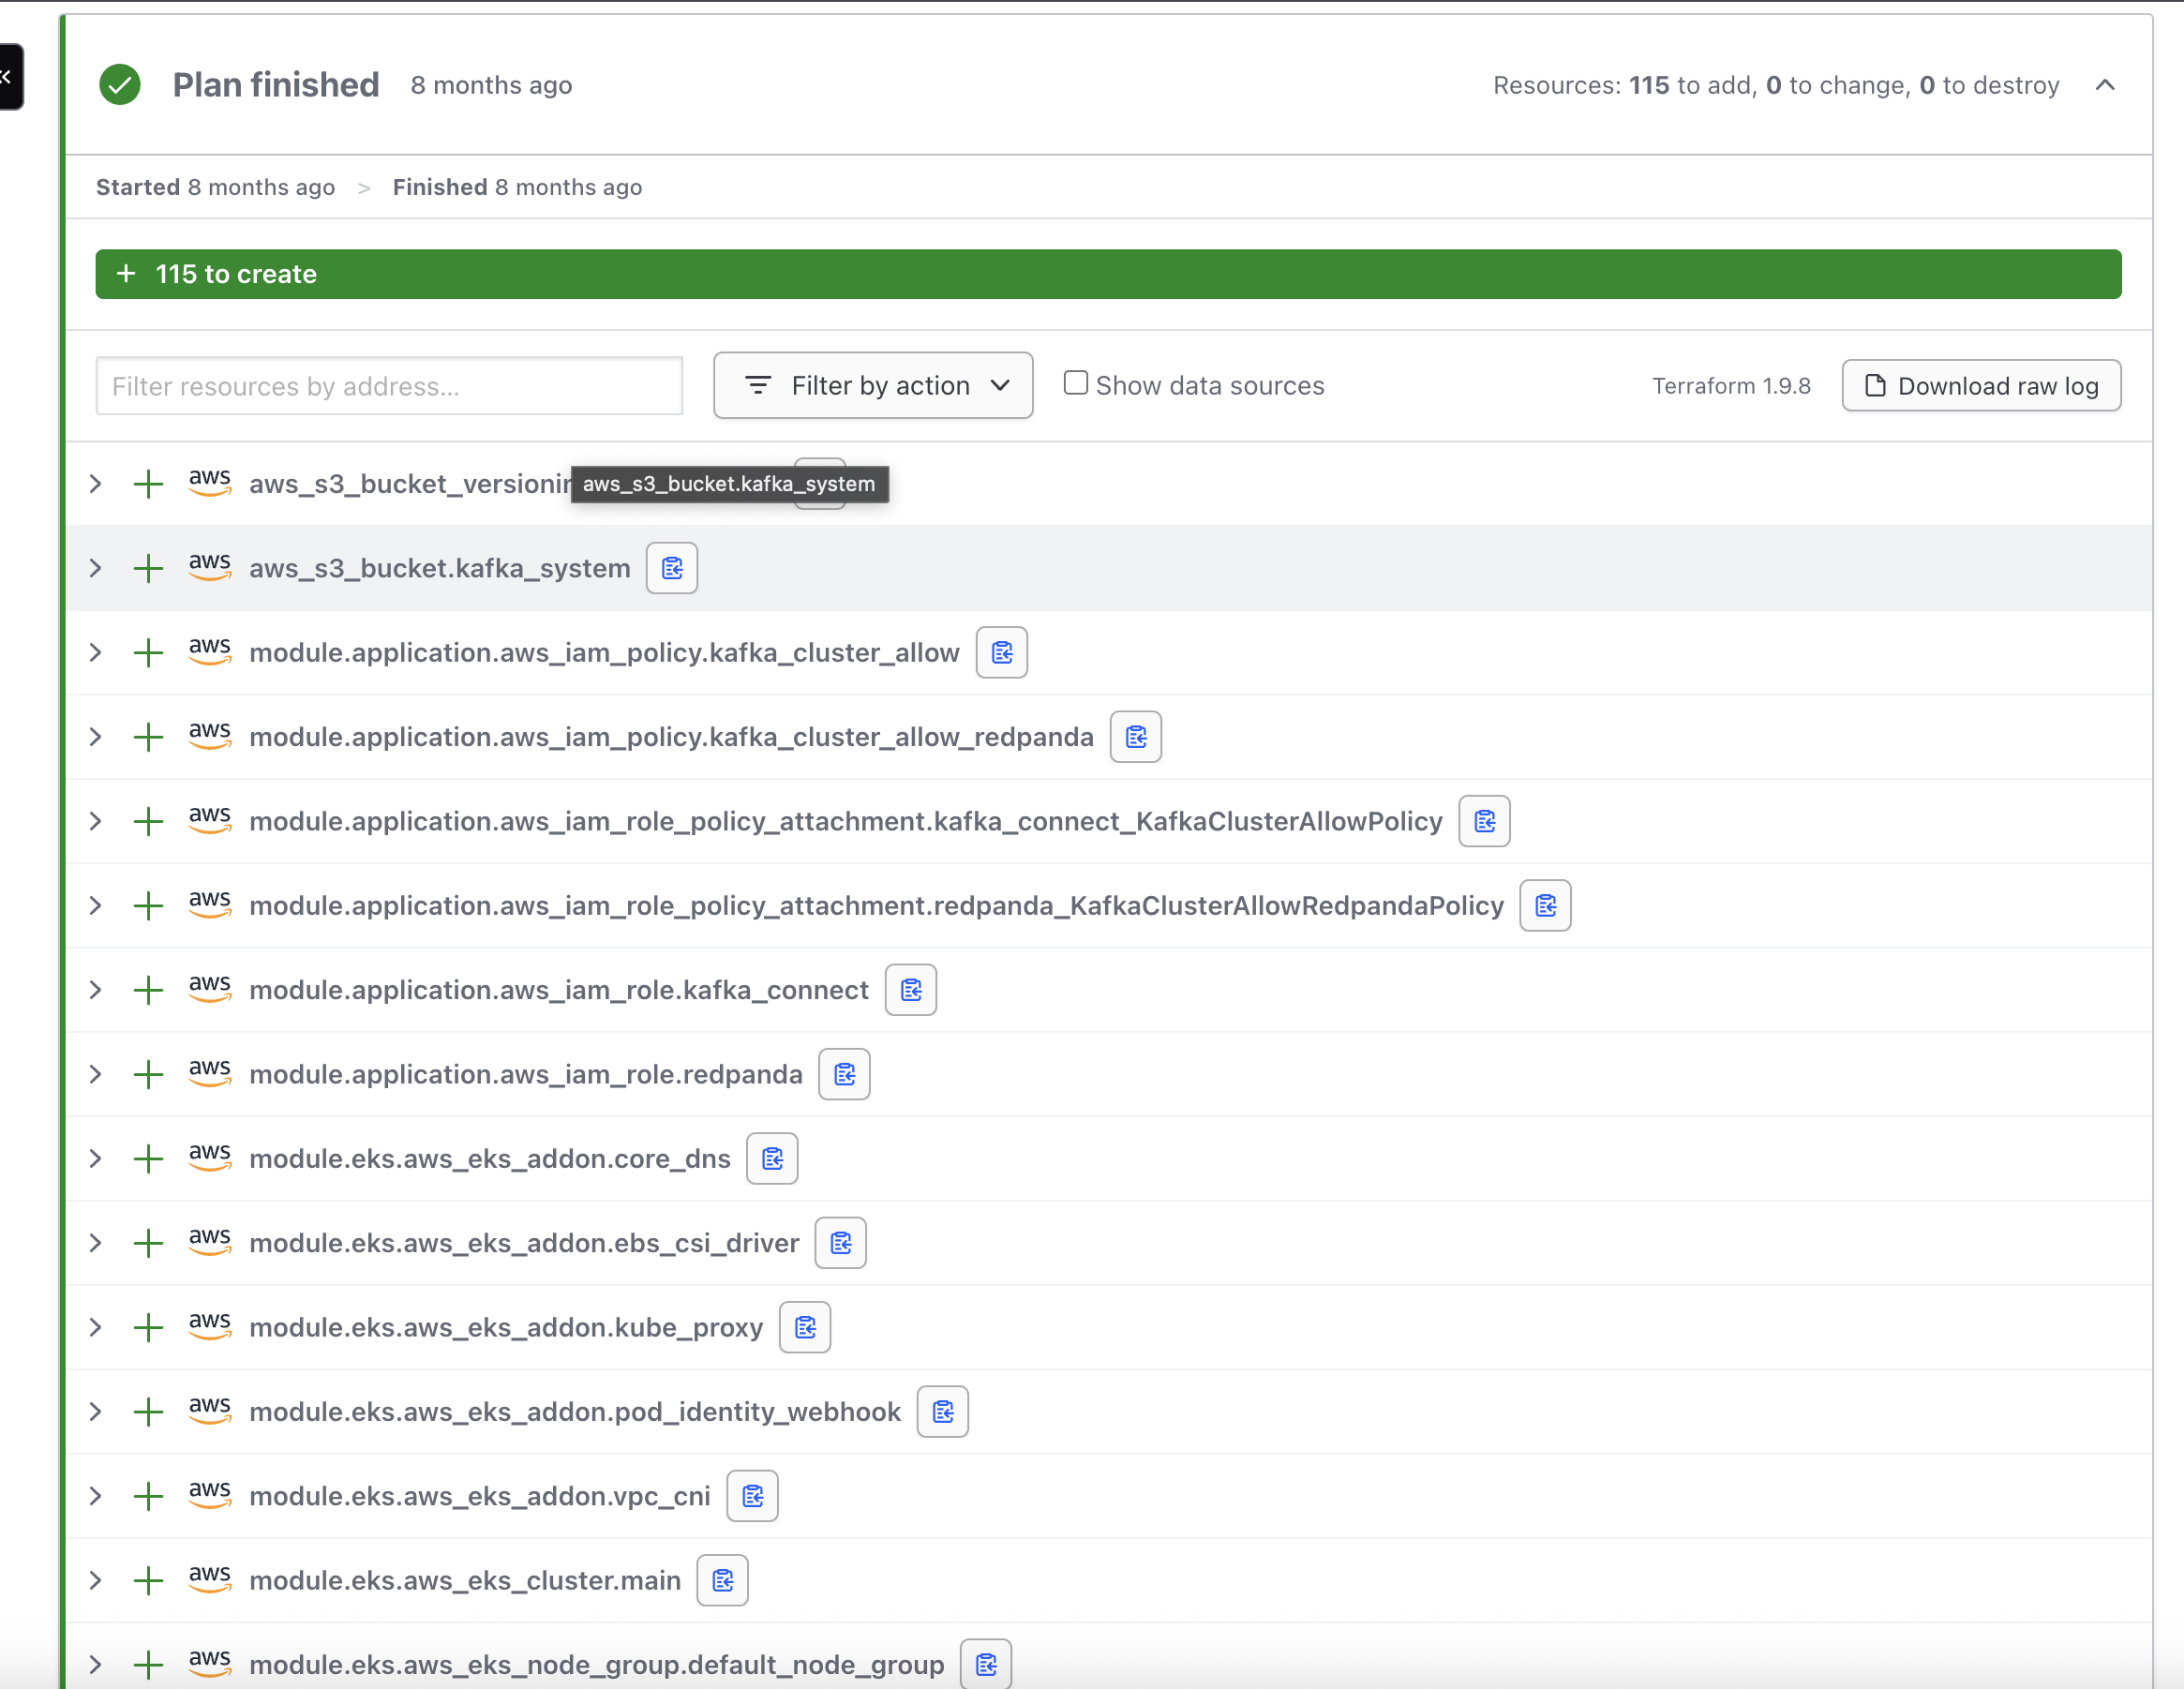 Plan finished 8 months ago Resources: 115 to add, 0 to change, 0 to destroy
Started 8 months ago > Finished 8 months ago
+ 115 to create
Filter resources by address... Filter by action Show data sources Terraform 1.9.8 Download raw log
aws aws_s3_bucket_versionin aws_s3_bucket.kafka_system
aws aws_s3_bucket.kafka_system
aws module.application.aws_iam_policy.kafka_cluster_allow
aws module.application.aws_iam_policy.kafka_cluster_allow_redpanda
aws module.application.aws_iam_role_policy_attachment.kafka_connect_KafkaClusterAllowPolicy
aws module.application.aws_iam_role_policy_attachment.redpanda_KafkaClusterAllowRedpandaPolicy
aws module.application.aws_iam_role.kafka_connect
aws module.application.aws_iam_role.redpanda
aws module.eks.aws_eks_addon.core_dns
aws module.eks.aws_eks_addon.ebs_csi_driver
aws module.eks.aws_eks_addon.kube_proxy
aws module.eks.aws_eks_addon.pod_identity_webhook
aws module.eks.aws_eks_addon.vpc_cni
aws module.eks.aws_eks_cluster.main
aws module.eks.aws_eks_node_group.default_node_group